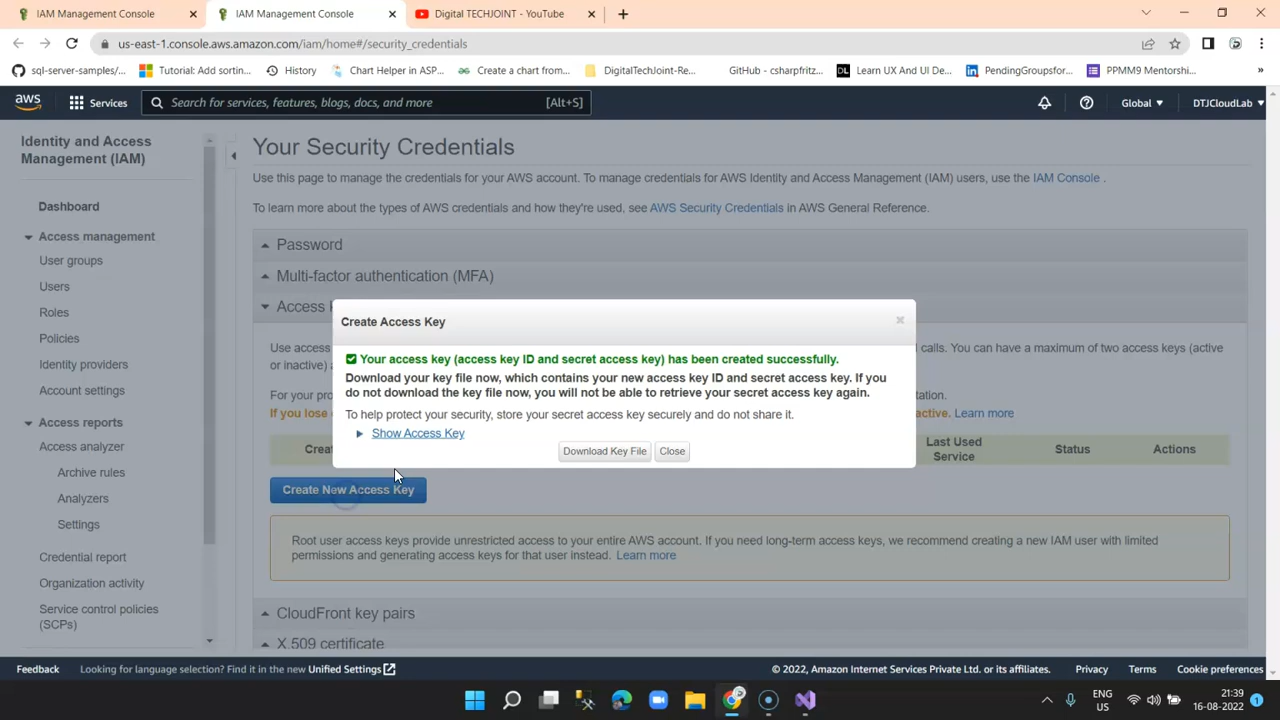 IAM Management Console
IAM Management Console
Digital TECHJOINT - YouTube
us-east-1.console.aws.amazon.com/iam/home#/security_credentials
sql-server-samples/...
Tutorial: Add sortin...
History
Chart Helper in ASP...
Create a chart from...
DigitalTechJoint-Re...
GitHub - csharpfritz...
DL Learn UX And UI De...
PendingGroupsfor...
PPMM9 Mentorshi...
»
aws
Services
Search for services, features, blogs, docs, and more [Alt+S]
Global
DTJCloudLab
Identity and Access
Management (IAM)
Dashboard
Access management
User groups
Users
Roles
Policies
Identity providers
Account settings
Access reports
Access analyzer
Archive rules
Analyzers
Settings
Credential report
Organization activity
Service control policies
(SCPs)
Your Security Credentials
Use this page to manage the credentials for your AWS account. To manage credentials for AWS Identity and Access Management (IAM) users, use the IAM Console .
To learn more about the types of AWS credentials and how they're used, see AWS Security Credentials in AWS General Reference.
Password
Multi-factor authentication (MFA)
Access
Use access calls. You can have a maximum of two access keys (active
or inactive)
For your pro tation.
If you lose active. Learn more
Crea
Last Used
Service
Status
Actions
Create Access Key
Your access key (access key ID and secret access key) has been created successfully.
Download your key file now, which contains your new access key ID and secret access key. If you
do not download the key file now, you will not be able to retrieve your secret access key again.
To help protect your security, store your secret access key securely and do not share it.
Show Access Key
Download Key File
Close
Create New Access Key
Root user access keys provide unrestricted access to your entire AWS account. If you need long-term access keys, we recommend creating a new IAM user with limited
permissions and generating access keys for that user instead. Learn more
CloudFront key pairs
X.509 certificate
Feedback
Looking for language selection? Find it in the new Unified Settings
© 2022, Amazon Internet Services Private Ltd. or its affiliates.
Privacy
Terms
Cookie preferences
ENG
US
21:39
16-08-2022
1